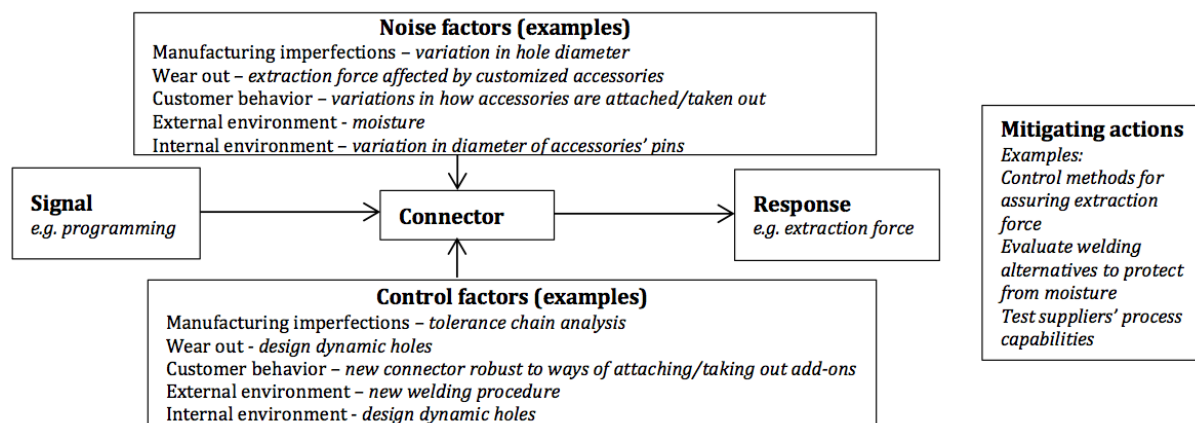 Noise factors (examples)
Manufacturing imperfections – variation in hole diameter
Wear out – extraction force affected by customized accessories
Customer behavior – variations in how accessories are attached/taken out
External environment - moisture
Internal environment – variation in diameter of accessories’ pins
Signal
e.g. programming
Connector
Response
e.g. extraction force
Control factors (examples)
Manufacturing imperfections – tolerance chain analysis
Wear out - design dynamic holes
Customer behavior – new connector robust to ways of attaching/taking out add-ons
External environment – new welding procedure
Internal environment - design dynamic holes
Mitigating actions
Examples:
Control methods for
assuring extraction
force
Evaluate welding
alternatives to protect
from moisture
Test suppliers’ process
capabilities